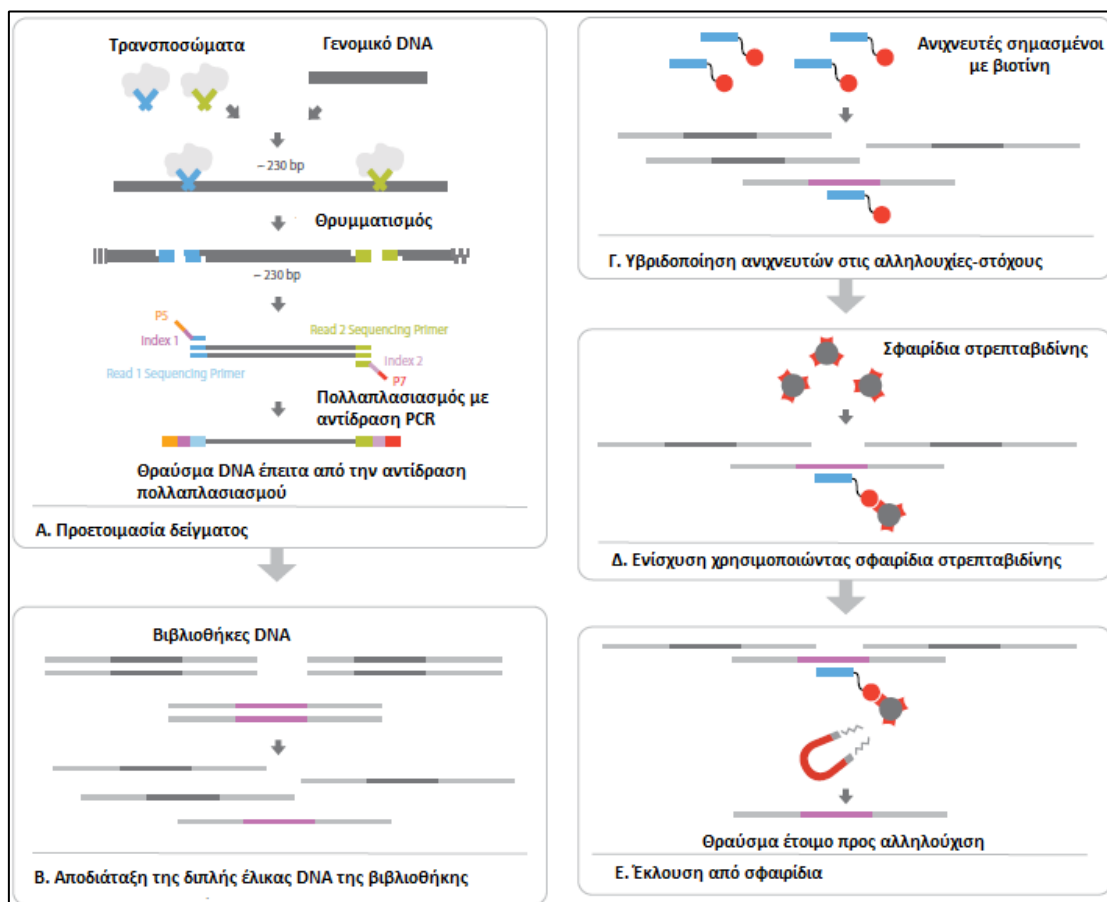 Τρανσποσώματα
Γενομικό DNA
~ 230 bp
Θρυμματισμός
~ 230 bp
P5
Index 1
Read 2 Sequencing Primer
Read 1 Sequencing Primer
Index 2
P7
Πολλαπλασιασμός με
αντίδραση PCR
Θραύσμα DNA έπειτα από την αντίδραση
πολλαπλασιασμού
Α. Προετοιμασία δείγματος
Βιβλιοθήκες DNA
Β. Αποδιάταξη της διπλής έλικας DNA της βιβλιοθήκης
Ανιχνευτές σημασμένοι
με βιοτίνη
Γ. Υβριδοποίηση ανιχνευτών στις αλληλουχίες-στόχους
Σφαιρίδια στρεπταβιδίνης
Δ. Ενίσχυση χρησιμοποιώντας σφαιρίδια στρεπταβιδίνης
Θραύσμα έτοιμο προς αλληλούχιση
Ε. Έκλουση από σφαιρίδια